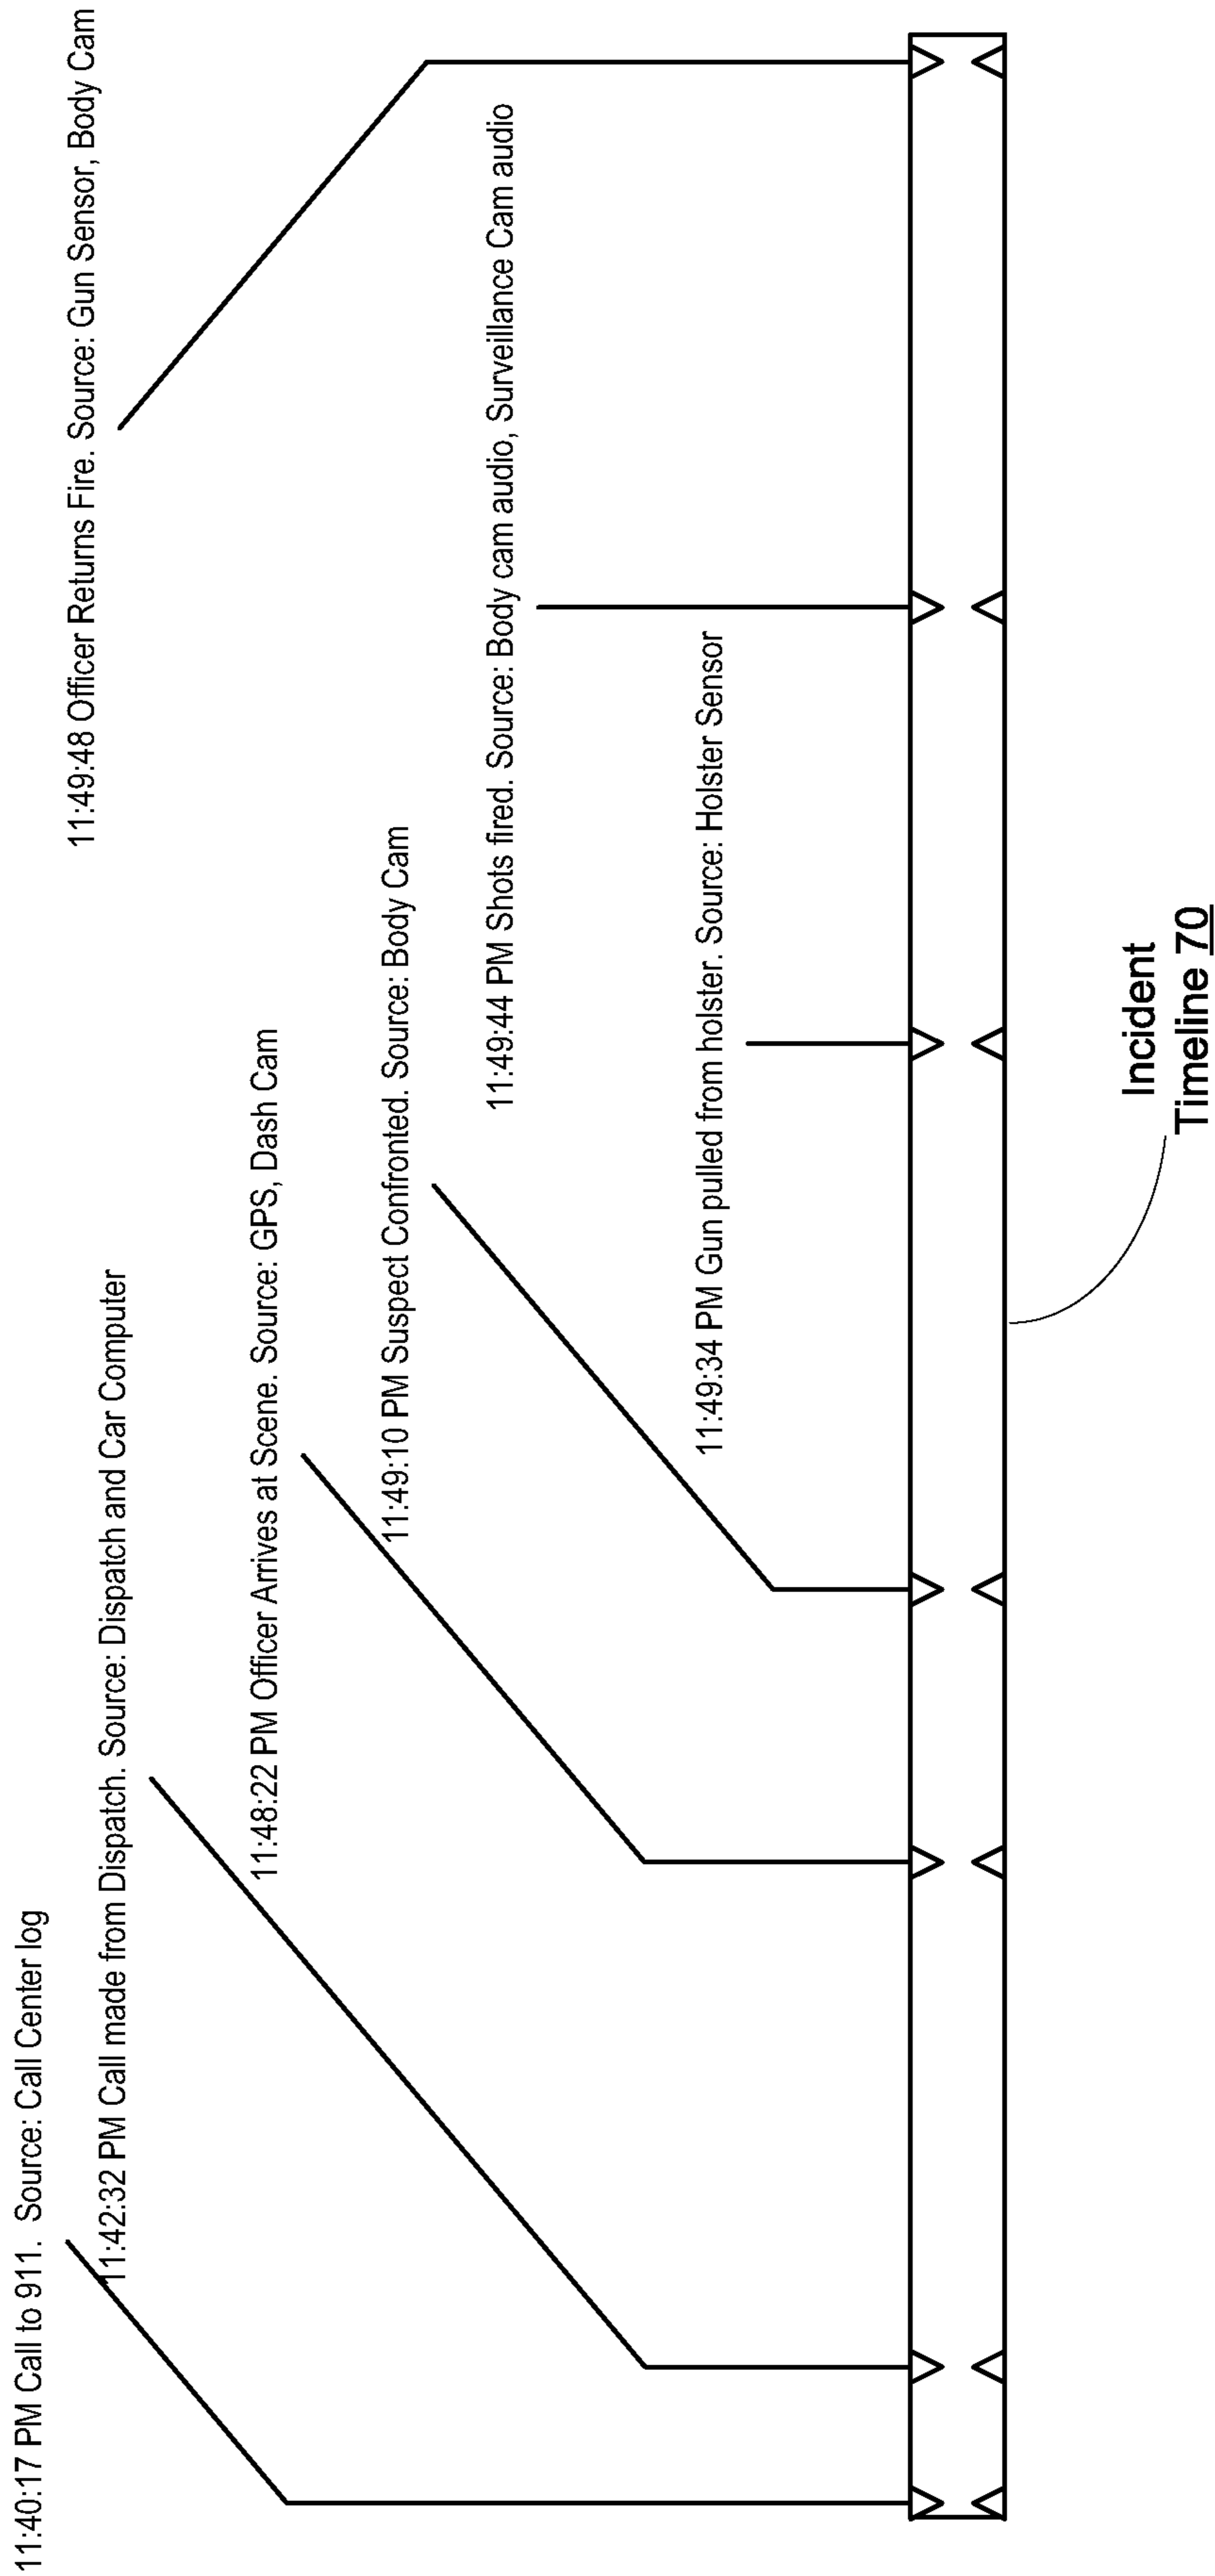 11:40:17 PM Call to 911. Source: Call Center log
11:42:32 PM Call made from Dispatch. Source: Dispatch and Car Computer
11:48:22 PM Officer Arrives at Scene. Source: GPS, Dash Cam
11:49:10 PM Suspect Confronted. Source: Body Cam
11:49:34 PM Gun pulled from holster. Source: Holster Sensor
11:49:44 PM Shots fired. Source: Body cam audio, Surveillance Cam audio
11:49:48 Officer Returns Fire. Source: Gun Sensor, Body Cam
Incident
Timeline 70